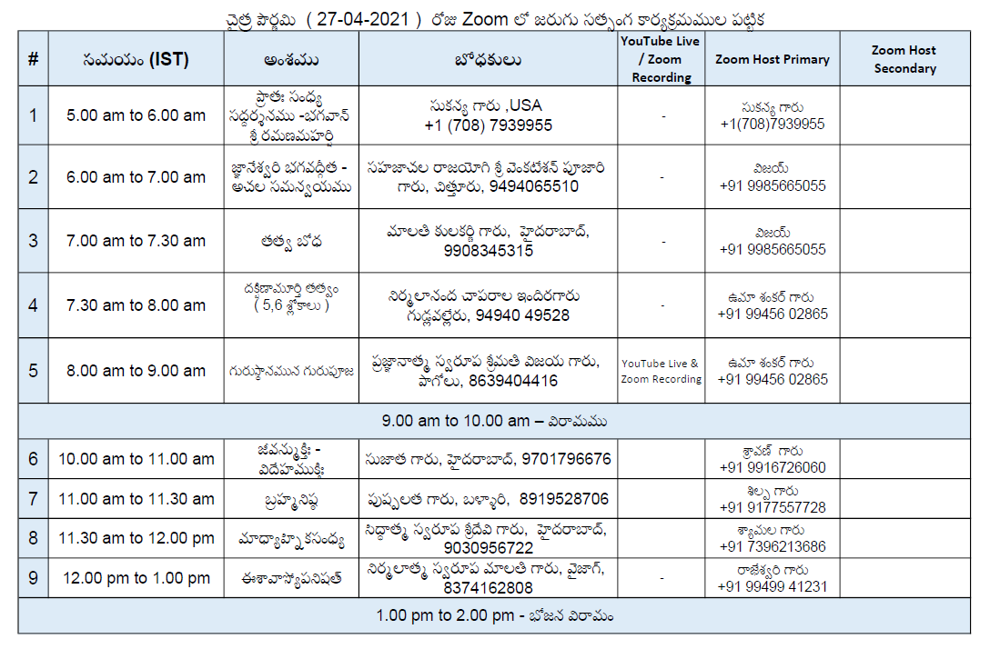 చైత్ర పౌర్ణమి ( 27-04-2021 ) రోజు Zoom లో జరుగు సత్సంగ కార్యక్రమముల పట్టిక
# సమయం (IST) అంశము బోధకులు YouTube Live / Zoom Recording Zoom Host Primary Zoom Host Secondary
1 5.00 am to 6.00 am ప్రాతః సంధ్య సద్దర్శనము -భగవాన్ శ్రీ రమణమహర్షి సుకన్య గారు ,USA +1 (708) 7939955 - సుకన్య గారు +1(708)7939955
2 6.00 am to 7.00 am జ్ఞానేశ్వరి భగవద్గీత - అచల సమన్వయము సహజాచల రాజయోగి శ్రీ వెంకటేశన్ పూజారి గారు, చిత్తూరు, 9494065510 - విజయ్ +91 9985665055
3 7.00 am to 7.30 am తత్వ బోధ మాలతి కులకర్ణి గారు, హైదరాబాద్, 9908345315 - విజయ్ +91 9985665055
4 7.30 am to 8.00 am దక్షిణామూర్తి తత్వం ( 5,6 శ్లోకాలు ) నిర్మలానంద చాపరాల ఇందిరగారు గుడ్లవల్లేరు, 94940 49528 - ఉమా శంకర్ గారు +91 99456 02865
5 8.00 am to 9.00 am గురుస్థానమున గురుపూజ ప్రజ్ఞానాత్మ స్వరూప శ్రీమతి విజయ గారు, పాగోలు, 8639404416 YouTube Live & Zoom Recording ఉమా శంకర్ గారు +91 99456 02865
9.00 am to 10.00 am – విరామము
6 10.00 am to 11.00 am జీవన్ముక్తిః - విదేహముక్తిః సుజాత గారు, హైదరాబాద్, 9701796676 శ్రావణ్ గారు +91 9916726060
7 11.00 am to 11.30 am బ్రహ్మనిష్ఠ పుష్పలత గారు, బళ్ళారి, 8919528706 శిల్ప గారు +91 9177557728
8 11.30 am to 12.00 pm మాధ్యాహ్నికసంధ్య సిద్ధాత్మ స్వరూప శ్రీదేవి గారు, హైదరాబాద్, 9030956722 శ్యామల గారు +91 7396213686
9 12.00 pm to 1.00 pm ఈశావాస్యోపనిషత్ నిర్మలాత్మ స్వరూప మాలతి గారు, వైజాగ్, 8374162808 - రాజేశ్వరి గారు +91 99499 41231
1.00 pm to 2.00 pm - భోజన విరామం